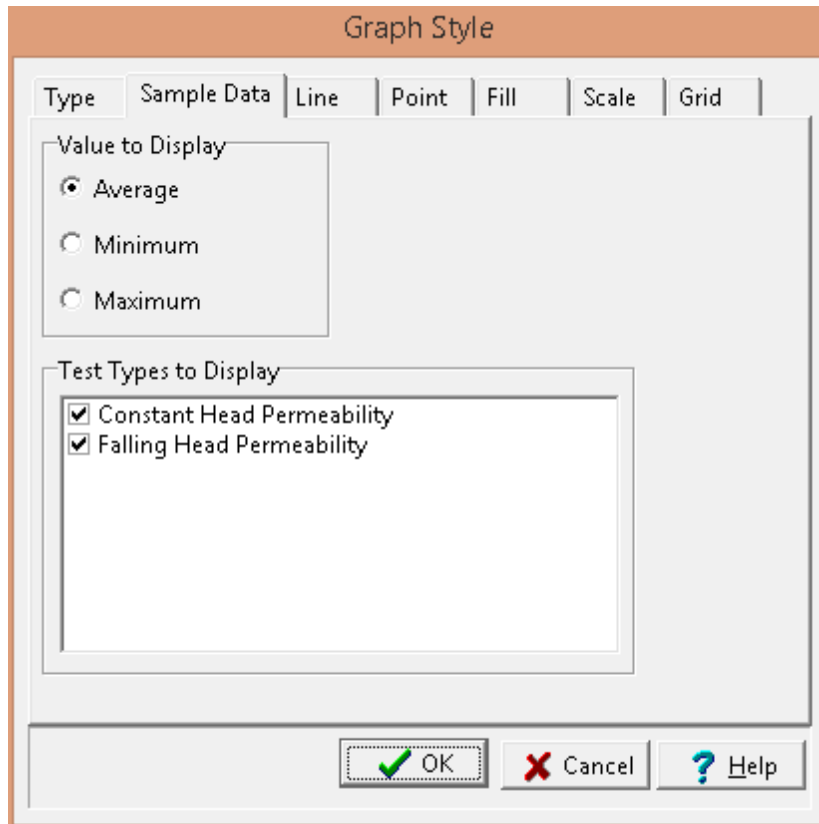 Graph Style
Type Sample Data Line Point Fill Scale Grid
Value to Display
Average
Minimum
Maximum
Test Types to Display
Constant Head Permeability
Falling Head Permeability
OK Cancel Help